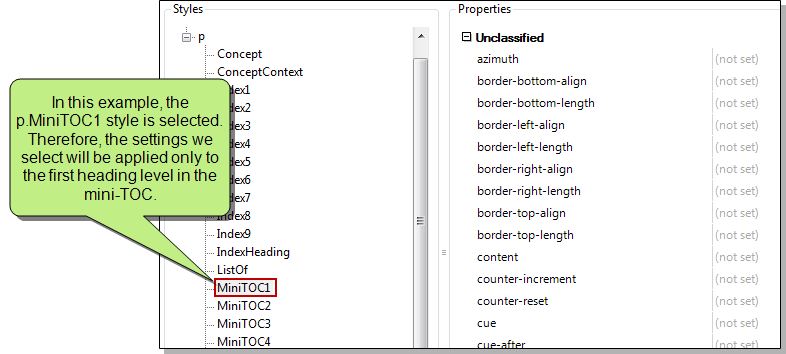 Styles
p
Concept
ConceptContext
ndex1
ndex2
ndex3
ndex4
ndex5
ndex6
ndex7
Index8
Index9
IndexHeading
ListOf
MiniTOC1
MiniTOC2
MiniTOC3
MiniTOC4
In this example, the
p.MiniTOC1 style is selected.
Therefore, the settings we
select will be applied only to
the first heading level in the
mini-TOC.
Properties
Unclassified
azimuth (not set)
border-bottom-align (not set)
border-bottom-length (not set)
border-left-align (not set)
border-left-length (not set)
border-right-align (not set)
border-right-length (not set)
border-top-align (not set)
border-top-length (not set)
content (not set)
counter-increment (not set)
counter-reset (not set)
cue (not set)
cue-after (not set)